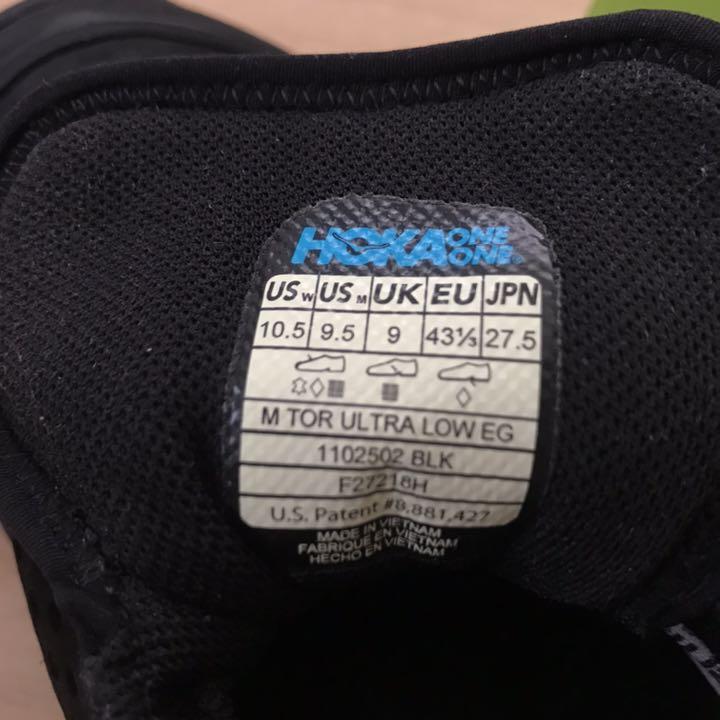 HOKA ONE ONE®
US W US M UK EU JPN
10.5 9.5 9 43⅓ 27.5
M TOR ULTRA LOW EG
1102502 BLK
F27218H
U.S. Patent #8,881,427
MADE IN VIETNAM
FABRIQUE EN VIETNAM
HECHO EN VIETNAM